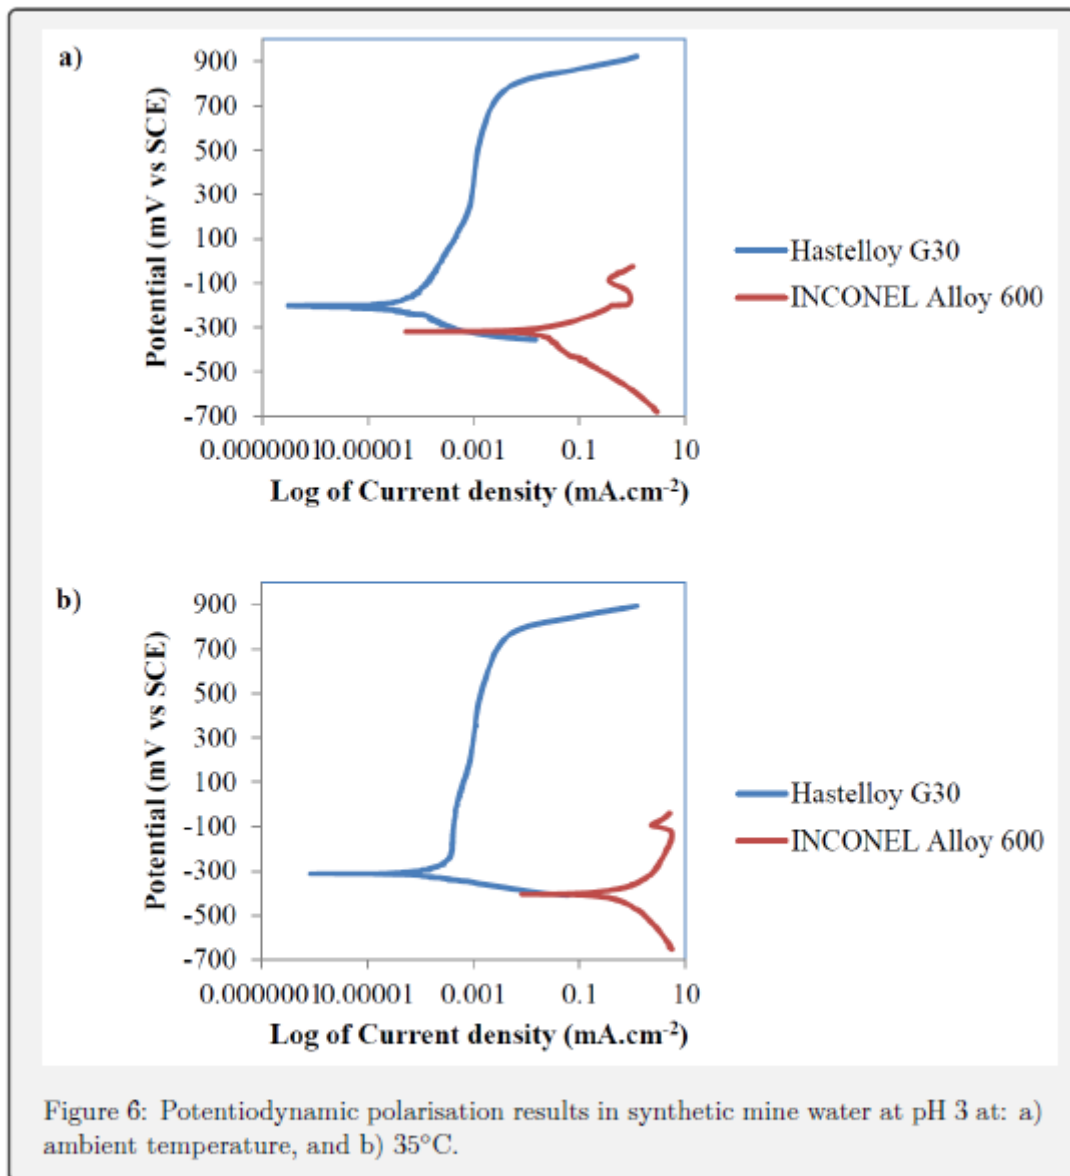 a)
900
700
500
300
100
-100
-300
-500
-700
Potential (mV vs SCE)
0.0000001 0.00001 0.001 0.1 10
Log of Current density (mA.cm-2)
Hastelloy G30
INCONEL Alloy 600
b)
900
700
500
300
100
-100
-300
-500
-700
Potential (mV vs SCE)
0.0000001 0.00001 0.001 0.1 10
Log of Current density (mA.cm-2)
Hastelloy G30
INCONEL Alloy 600
Figure 6: Potentiodynamic polarisation results in synthetic mine water at pH 3 at: a)
ambient temperature, and b) 35°C.